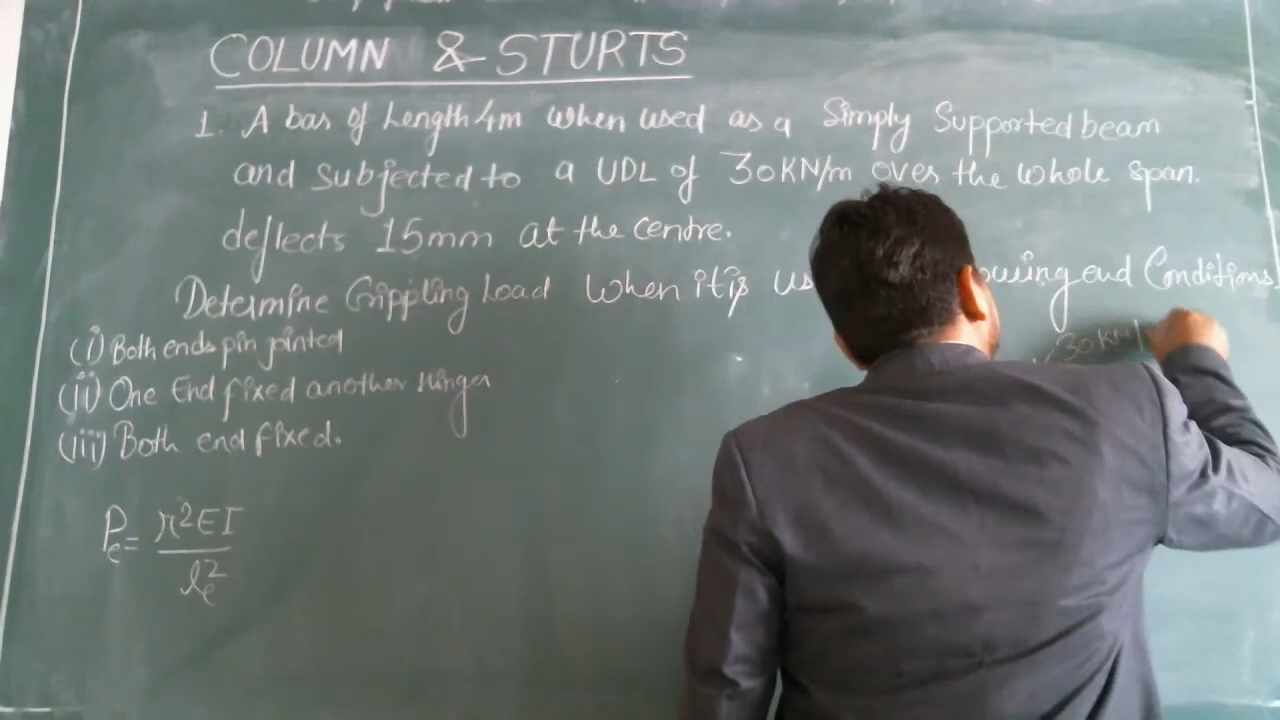 COLUMN & STURTS
1. A bar of Length 4m when used as a Simply Supported beam
and subjected to a UDL of 30KN/m over the whole span.
deflects 15mm at the centre.
Determine Crippling Load when it is us owing end Conditions
(i) Both ends pin jointed
(ii) One End fixed another Hinger
(iii) Both end fixed.
30KN/
Pe = π²EI
le²